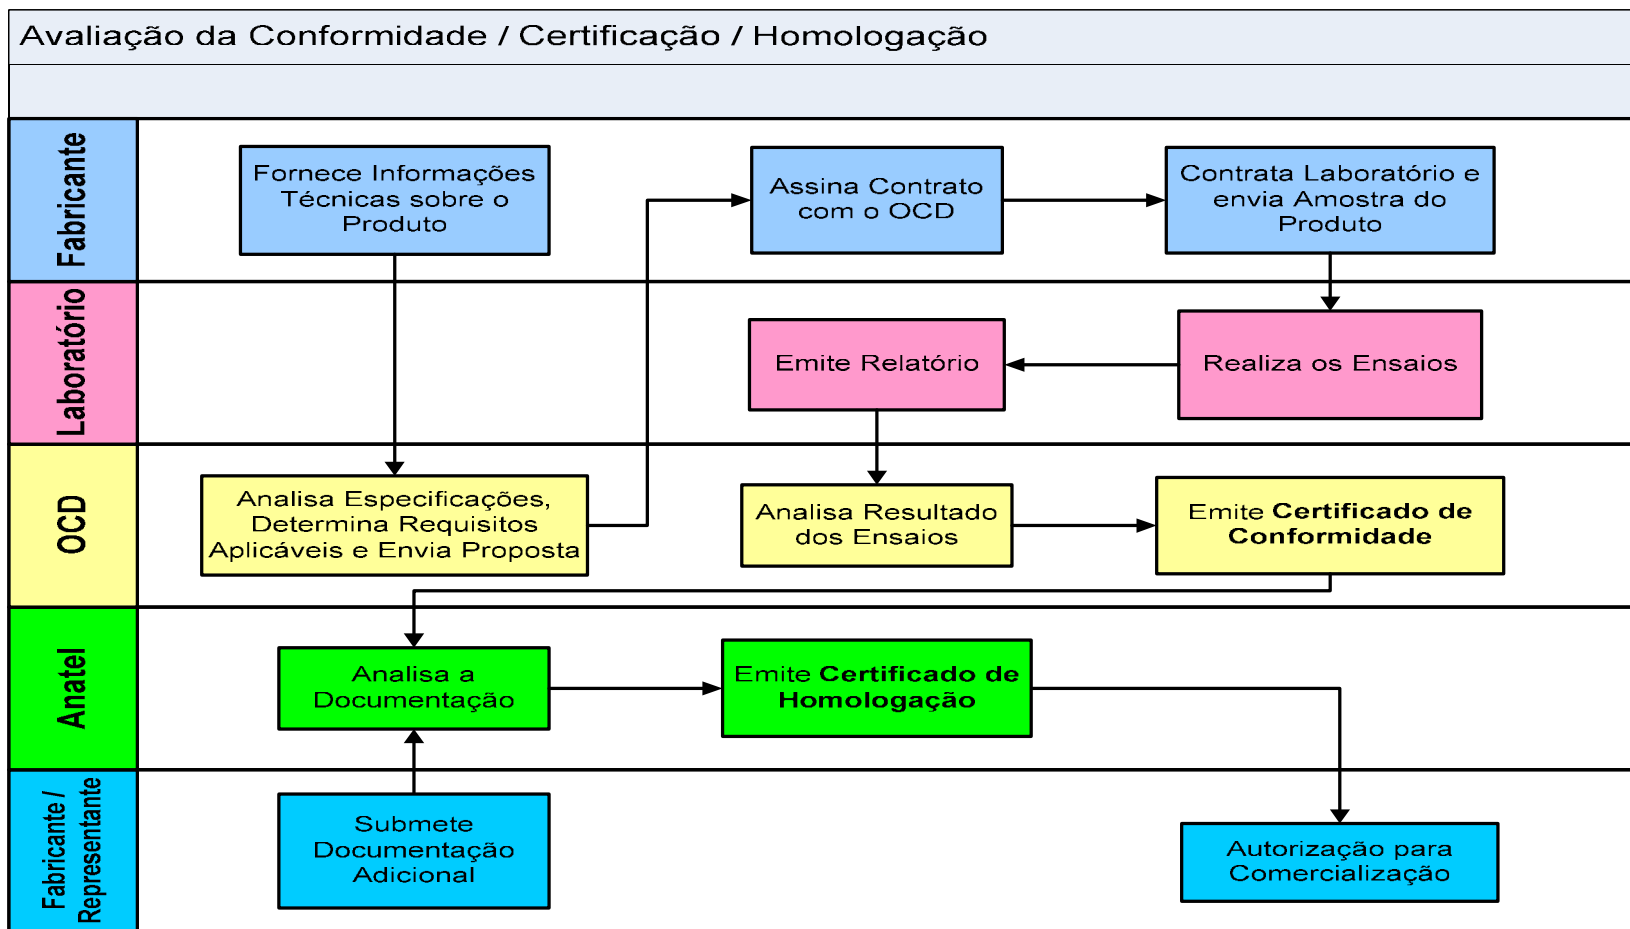 Avaliação da Conformidade / Certificação / Homologação
Fabricante
Fornece Informações
Técnicas sobre o
Produto
Assina Contrato
com o OCD
Contrata Laboratório e
envia Amostra do
Produto
Laboratório
Emite Relatório
Realiza os Ensaios
OCD
Analisa Especificações,
Determina Requisitos
Aplicáveis e Envia Proposta
Analisa Resultado
dos Ensaios
Emite Certificado de
Conformidade
Anatel
Analisa a
Documentação
Emite Certificado de
Homologação
Fabricante /
Representante
Submete
Documentação
Adicional
Autorização para
Comercialização